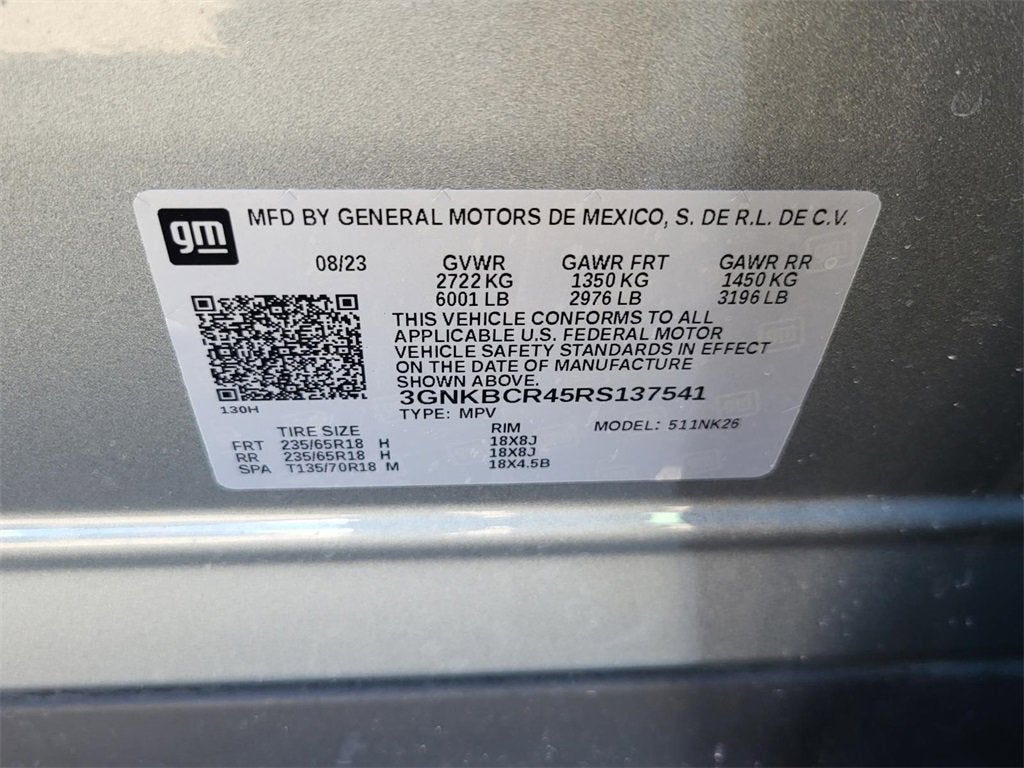 gm
MFD BY GENERAL MOTORS DE MEXICO, S. DE R.L. DE C.V.
08/23 GVWR GAWR FRT GAWR RR
2722 KG 1350 KG 1450 KG
6001 LB 2976 LB 3196 LB
THIS VEHICLE CONFORMS TO ALL
APPLICABLE U.S. FEDERAL MOTOR
VEHICLE SAFETY STANDARDS IN EFFECT
ON THE DATE OF MANUFACTURE
SHOWN ABOVE.
3GNKBCR45RS137541
130H
TYPE: MPV MODEL: 511NK26
TIRE SIZE RIM
FRT 235/65R18 H 18X8J
RR 235/65R18 H 18X8J
SPA T135/70R18 M 18X4.5B